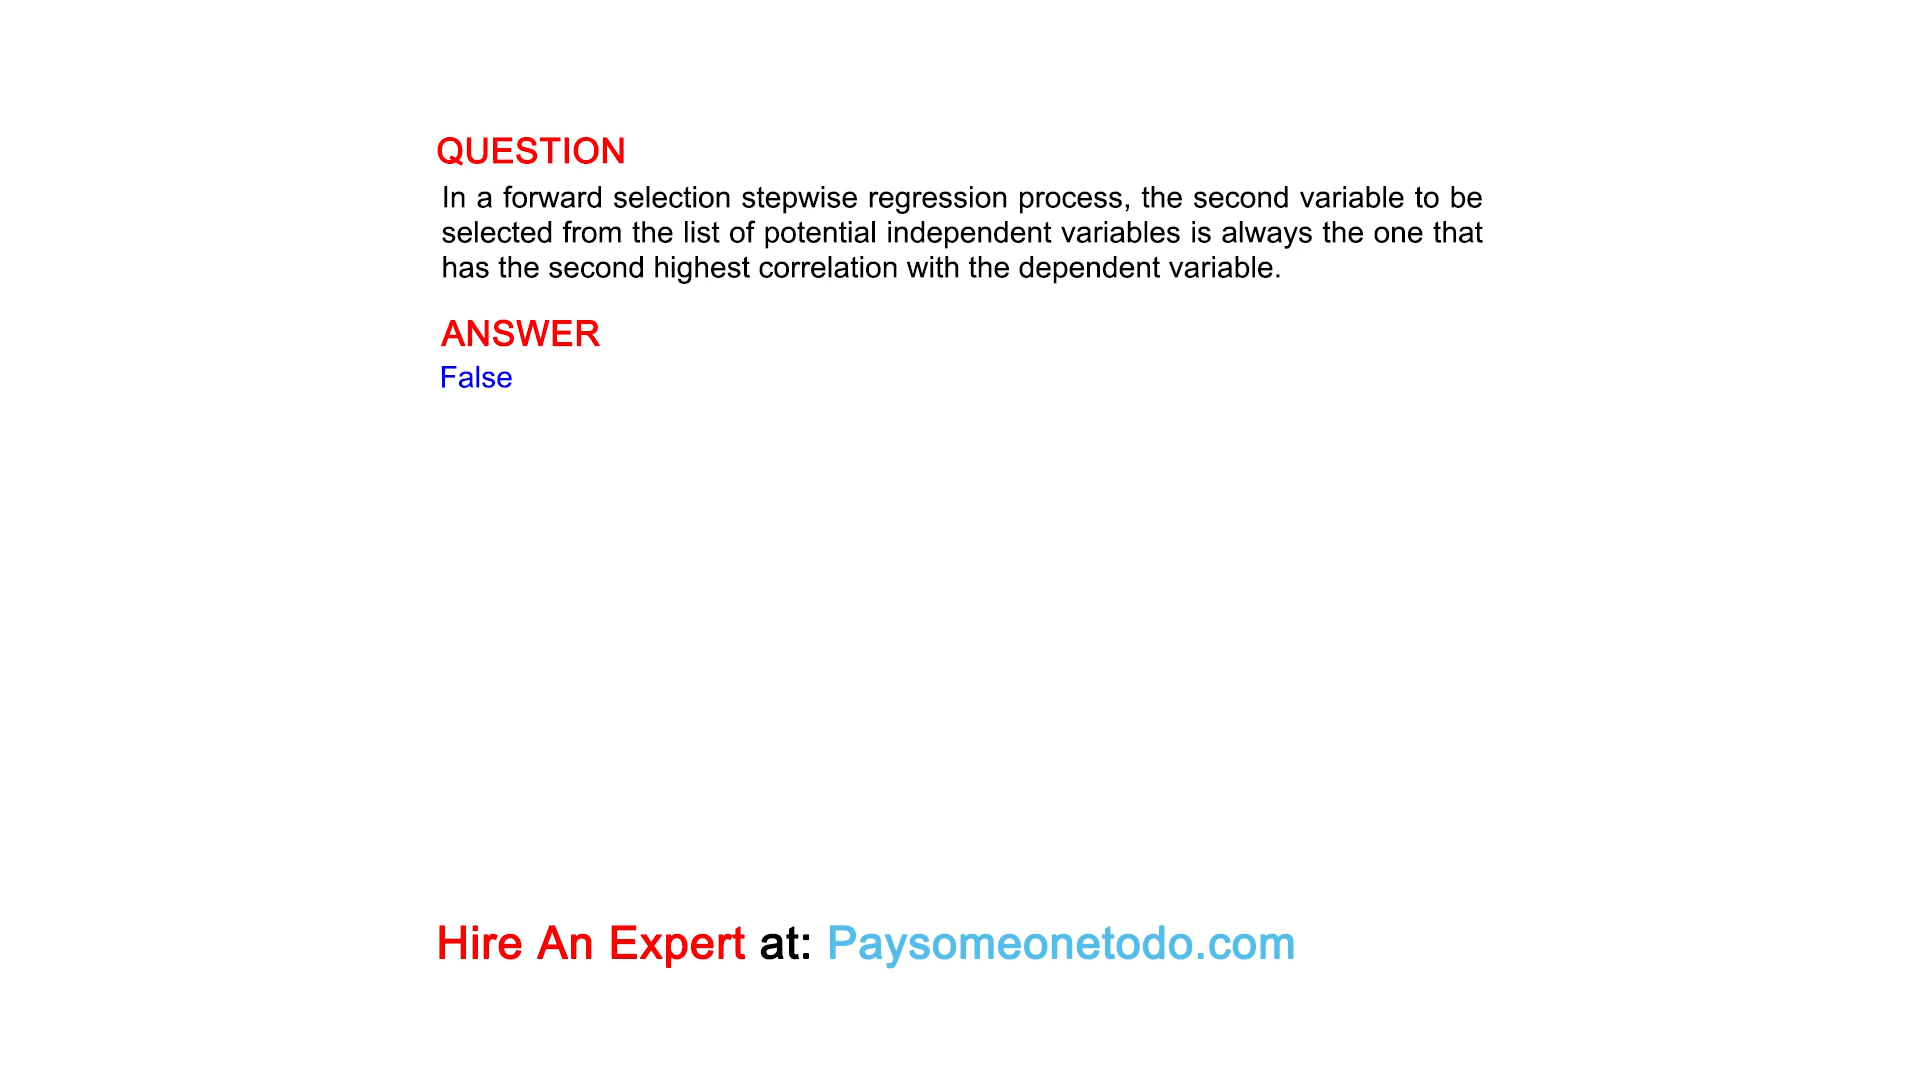 QUESTION
In a forward selection stepwise regression process, the second variable to be
selected from the list of potential independent variables is always the one that
has the second highest correlation with the dependent variable.
ANSWER
False
Hire An Expert at: Paysomeonetodo.com